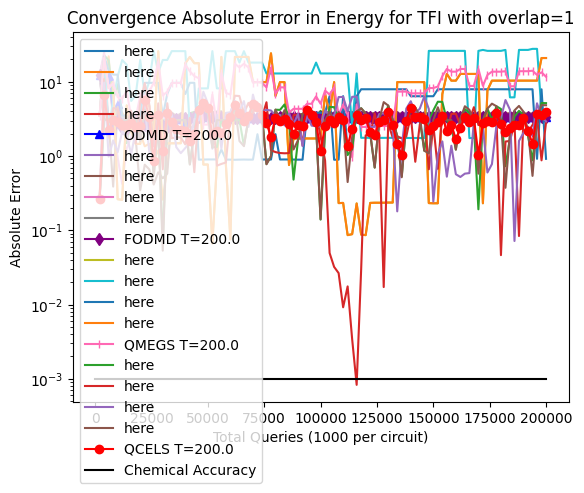 Convergence Absolute Error in Energy for TFI with overlap=1
Absolute Error
10¹
10⁰
10⁻¹
10⁻²
10⁻³
here
here
here
here
ODMD T=200.0
here
here
here
here
FODMD T=200.0
here
here
here
here
QMEGS T=200.0
here
here
here
here
QCELS T=200.0
Chemical Accuracy
0 25000 50000 75000 100000 125000 150000 175000 200000
Total Queries (1000 per circuit)